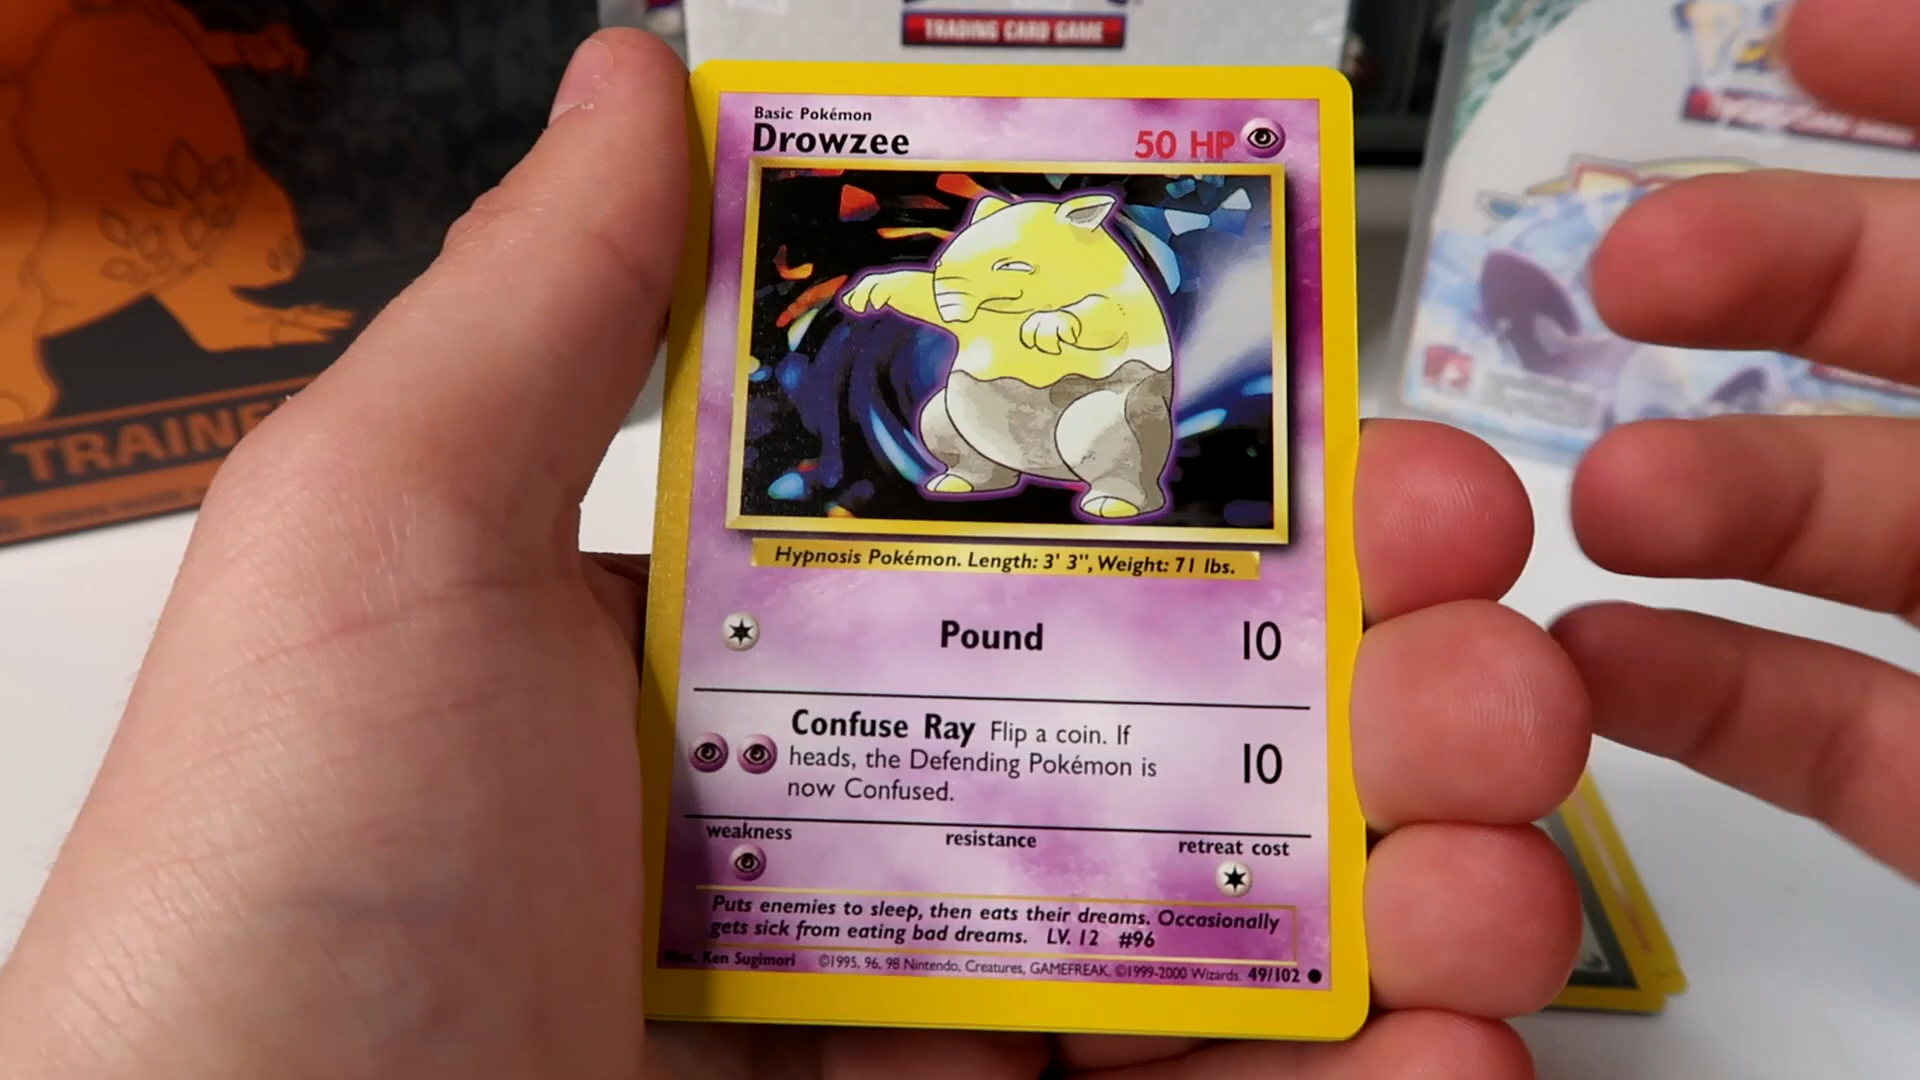 TRADING CARD GAME
TRAINE
Basic Pokémon
Drowzee
50 HP
Hypnosis Pokémon. Length: 3' 3", Weight: 71 lbs.
Pound 10
Confuse Ray Flip a coin. If
heads, the Defending Pokémon is
now Confused.
10
weakness resistance retreat cost
Puts enemies to sleep, then eats their dreams. Occasionally
gets sick from eating bad dreams. LV. 12 #96
Illus. Ken Sugimori ©1995, 96, 98 Nintendo, Creatures, GAMEFREAK. ©1999-2000 Wizards. 49/102